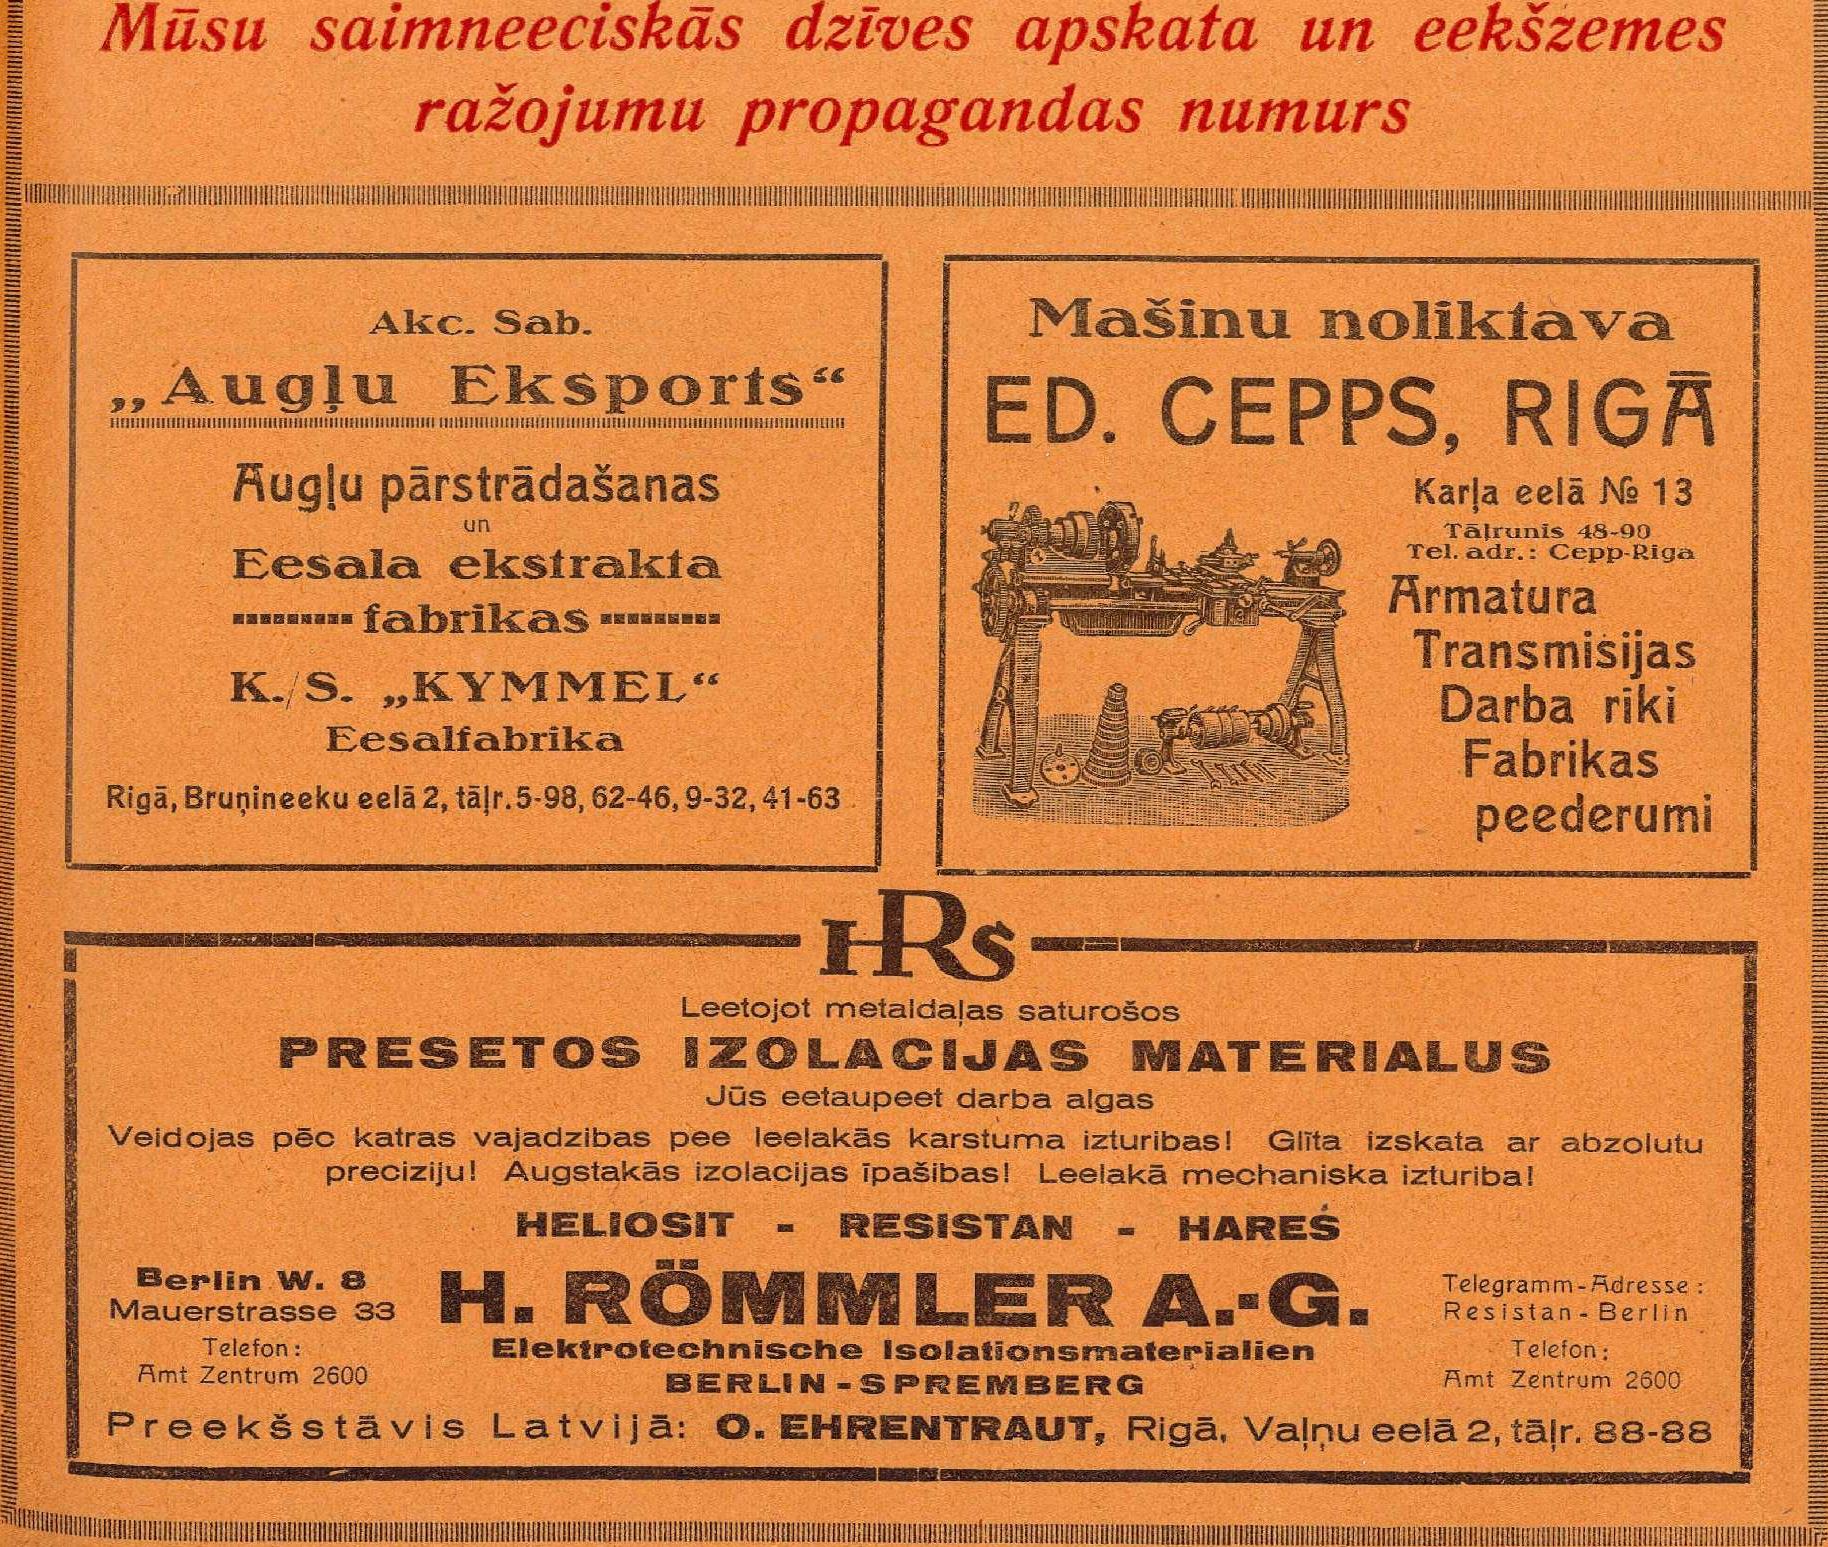 Mūsu saimneeciskās dzīves apskata un eekšzemes
ražojumu propagandas numurs
Akc. Sab.
„Augļu Eksports“
Augļu pārstrādašanas
un
Eesala ekstrakta
fabrikas
K./S. „KYMMEL“
Eesalfabrika
Rigā, Bruņineeku eelā 2, tāļr. 5-98, 62-46, 9-32, 41-63
Mašinu noliktava
ED. CEPPS, RIGĀ
Karļa eelā № 13
Tāļrunis 48-90
Tel. adr.: Cepp-Riga
Armatura
Transmisijas
Darba riki
Fabrikas
peederumi
HRS
Leetojot metaldaļas saturošos
PRESETOS IZOLACIJAS MATERIALUS
Jūs eetaupeet darba algas
Veidojas pēc katras vajadzibas pee leelakās karstuma izturibas! Glīta izskata ar abzolutu
preciziju! Augstakās izolacijas īpašibas! Leelakā mechaniska izturiba!
HELIOSIT - RESISTAN - HARES
Berlin W. 8
Mauerstrasse 33
Telefon:
Amt Zentrum 2600
H. RÖMMLER A.-G.
Elektrotechnische Isolationsmaterialien
BERLIN-SPREMBERG
Telegramm-Adresse:
Resistan-Berlin
Telefon:
Amt Zentrum 2600
Preekšstāvis Latvijā: O. EHRENTRAUT, Rigā, Vaļņu eelā 2, tāļr. 88-88